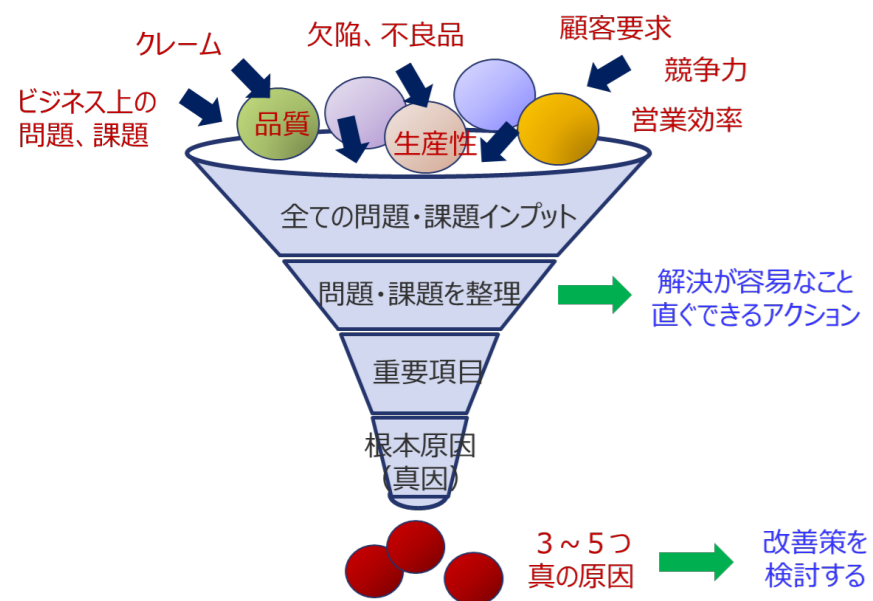 クレーム
欠陥、不良品
顧客要求
競争力
ビジネス上の
問題、課題
品質
生産性
営業効率
全ての問題・課題インプット
問題・課題を整理
解決が容易なこと
直ぐできるアクション
重要項目
根本原因
(真因)
３～５つ
真の原因
改善策を
検討する